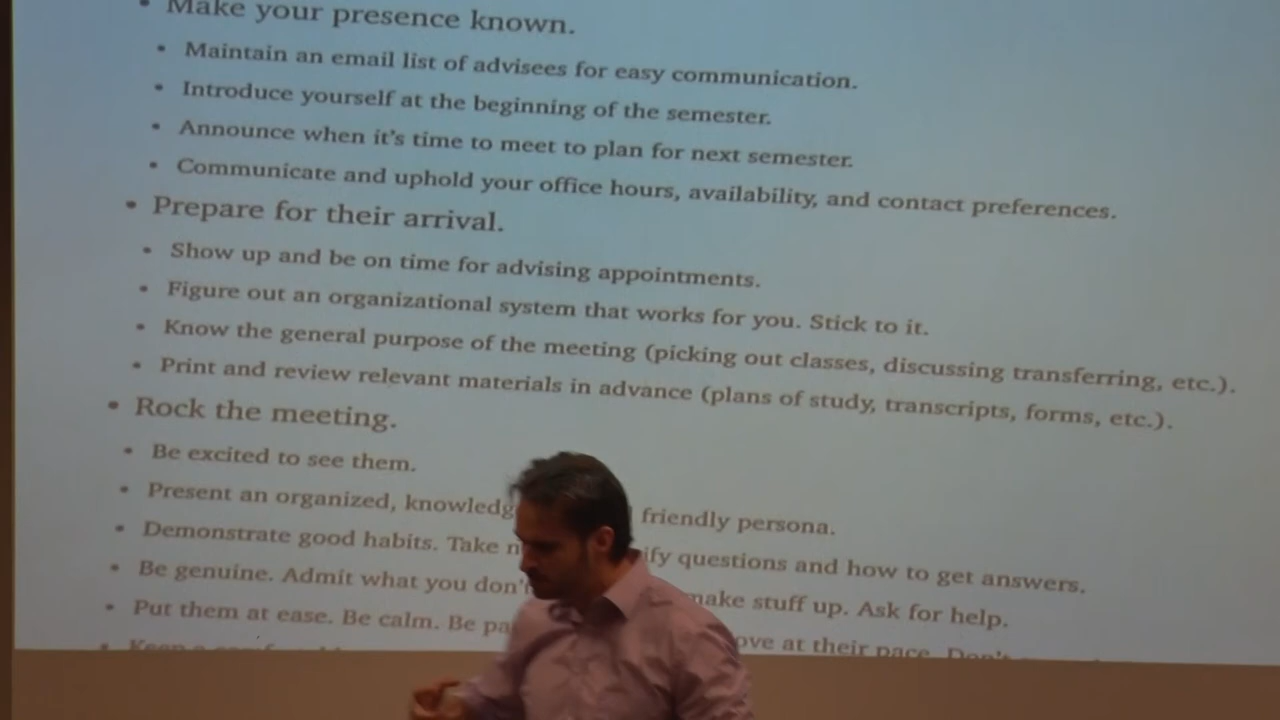 • Make your presence known.
• Maintain an email list of advisees for easy communication.
• Introduce yourself at the beginning of the semester.
• Announce when it's time to meet to plan for next semester.
• Communicate and uphold your office hours, availability, and contact preferences.
• Prepare for their arrival.
• Show up and be on time for advising appointments.
• Figure out an organizational system that works for you. Stick to it.
• Know the general purpose of the meeting (picking out classes, discussing transferring, etc.).
• Print and review relevant materials in advance (plans of study, transcripts, forms, etc.).
• Rock the meeting.
• Be excited to see them.
• Present an organized, friendly persona.
• Demonstrate good habits. Take questions and how to get answers.
• Be genuine. Admit what you stuff up. Ask for help.
• Put them at ease. Be calm. Be at their pace. Don't
• Keep a